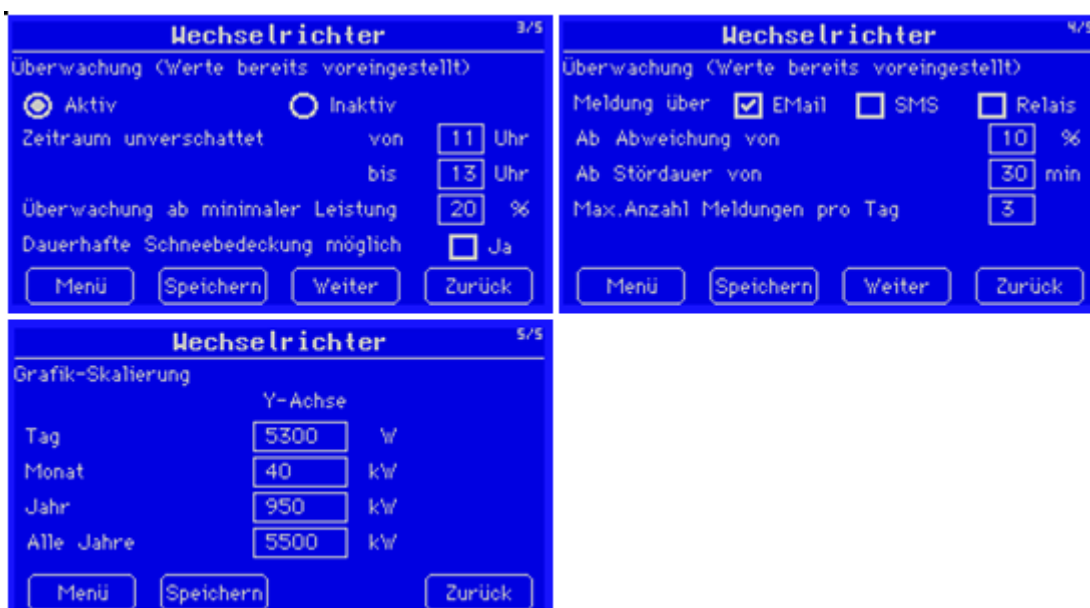 Wechselrichter 3/5
Überwachung (Werte bereits voreingestellt)
Aktiv Inaktiv
Zeitraum unverschattet von 11 Uhr
bis 13 Uhr
Überwachung ab minimaler Leistung 20 %
Dauerhafte Schneebedeckung möglich Ja
Menü Speichern Weiter Zurück
Wechselrichter 4/5
Überwachung (Werte bereits voreingestellt)
Meldung über EMail SMS Relais
Ab Abweichung von 10 %
Ab Stördauer von 30 min
Max.Anzahl Meldungen pro Tag 3
Menü Speichern Weiter Zurück
Wechselrichter 5/5
Grafik-Skalierung
Y-Achse
Tag 5300 W
Monat 40 kW
Jahr 950 kW
Alle Jahre 5500 kW
Menü Speichern Zurück